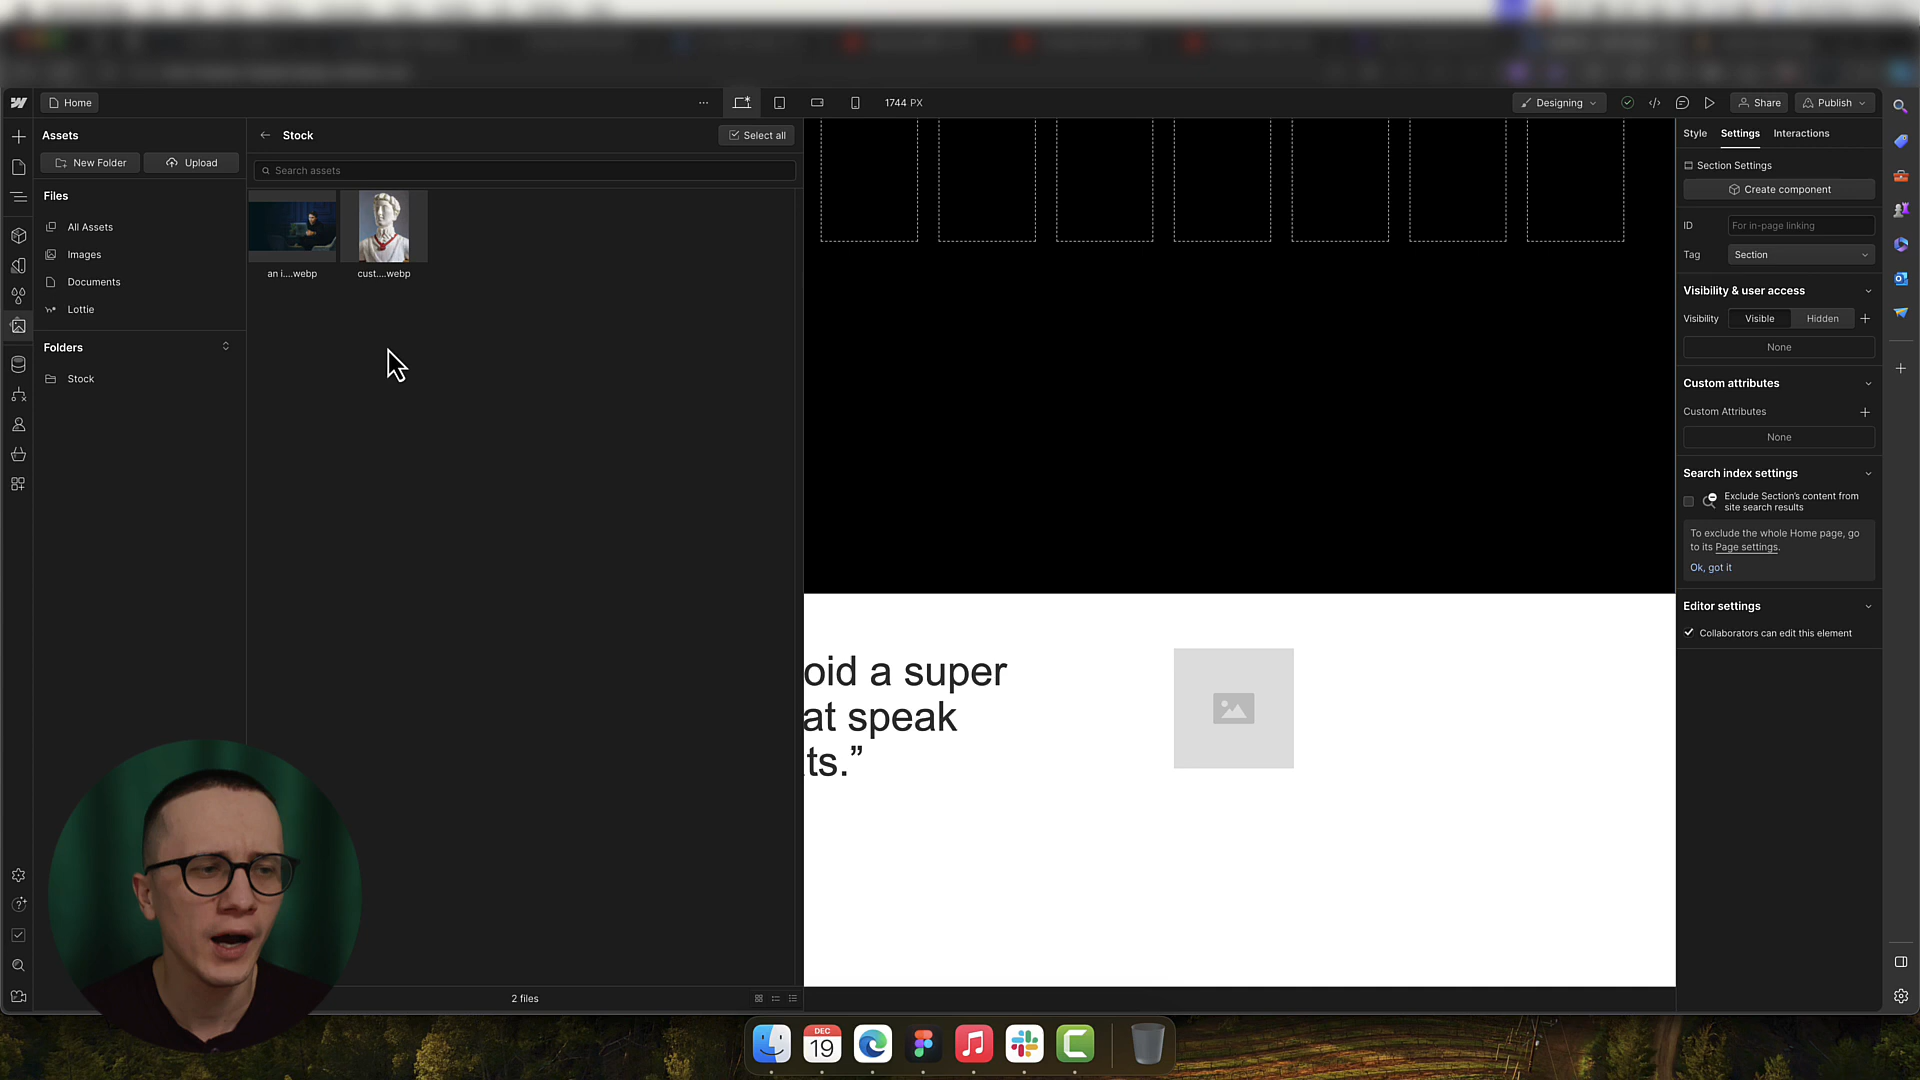 Home
1744 PX
Designing
Share
Publish
Assets
New Folder
Upload
Files
All Assets
Images
Documents
Lottie
Folders
Stock
Stock
Select all
Search assets
an i....webp
cust....webp
2 files
oid a super
at speak
ts.”
Style
Settings
Interactions
Section Settings
Create component
ID
For in-page linking
Tag
Section
Visibility & user access
Visibility
Visible
Hidden
None
Custom attributes
Custom Attributes
None
Search index settings
Exclude Section's content from
site search results
To exclude the whole Home page, go
to its Page settings.
Ok, got it
Editor settings
Collaborators can edit this element
DEC
19